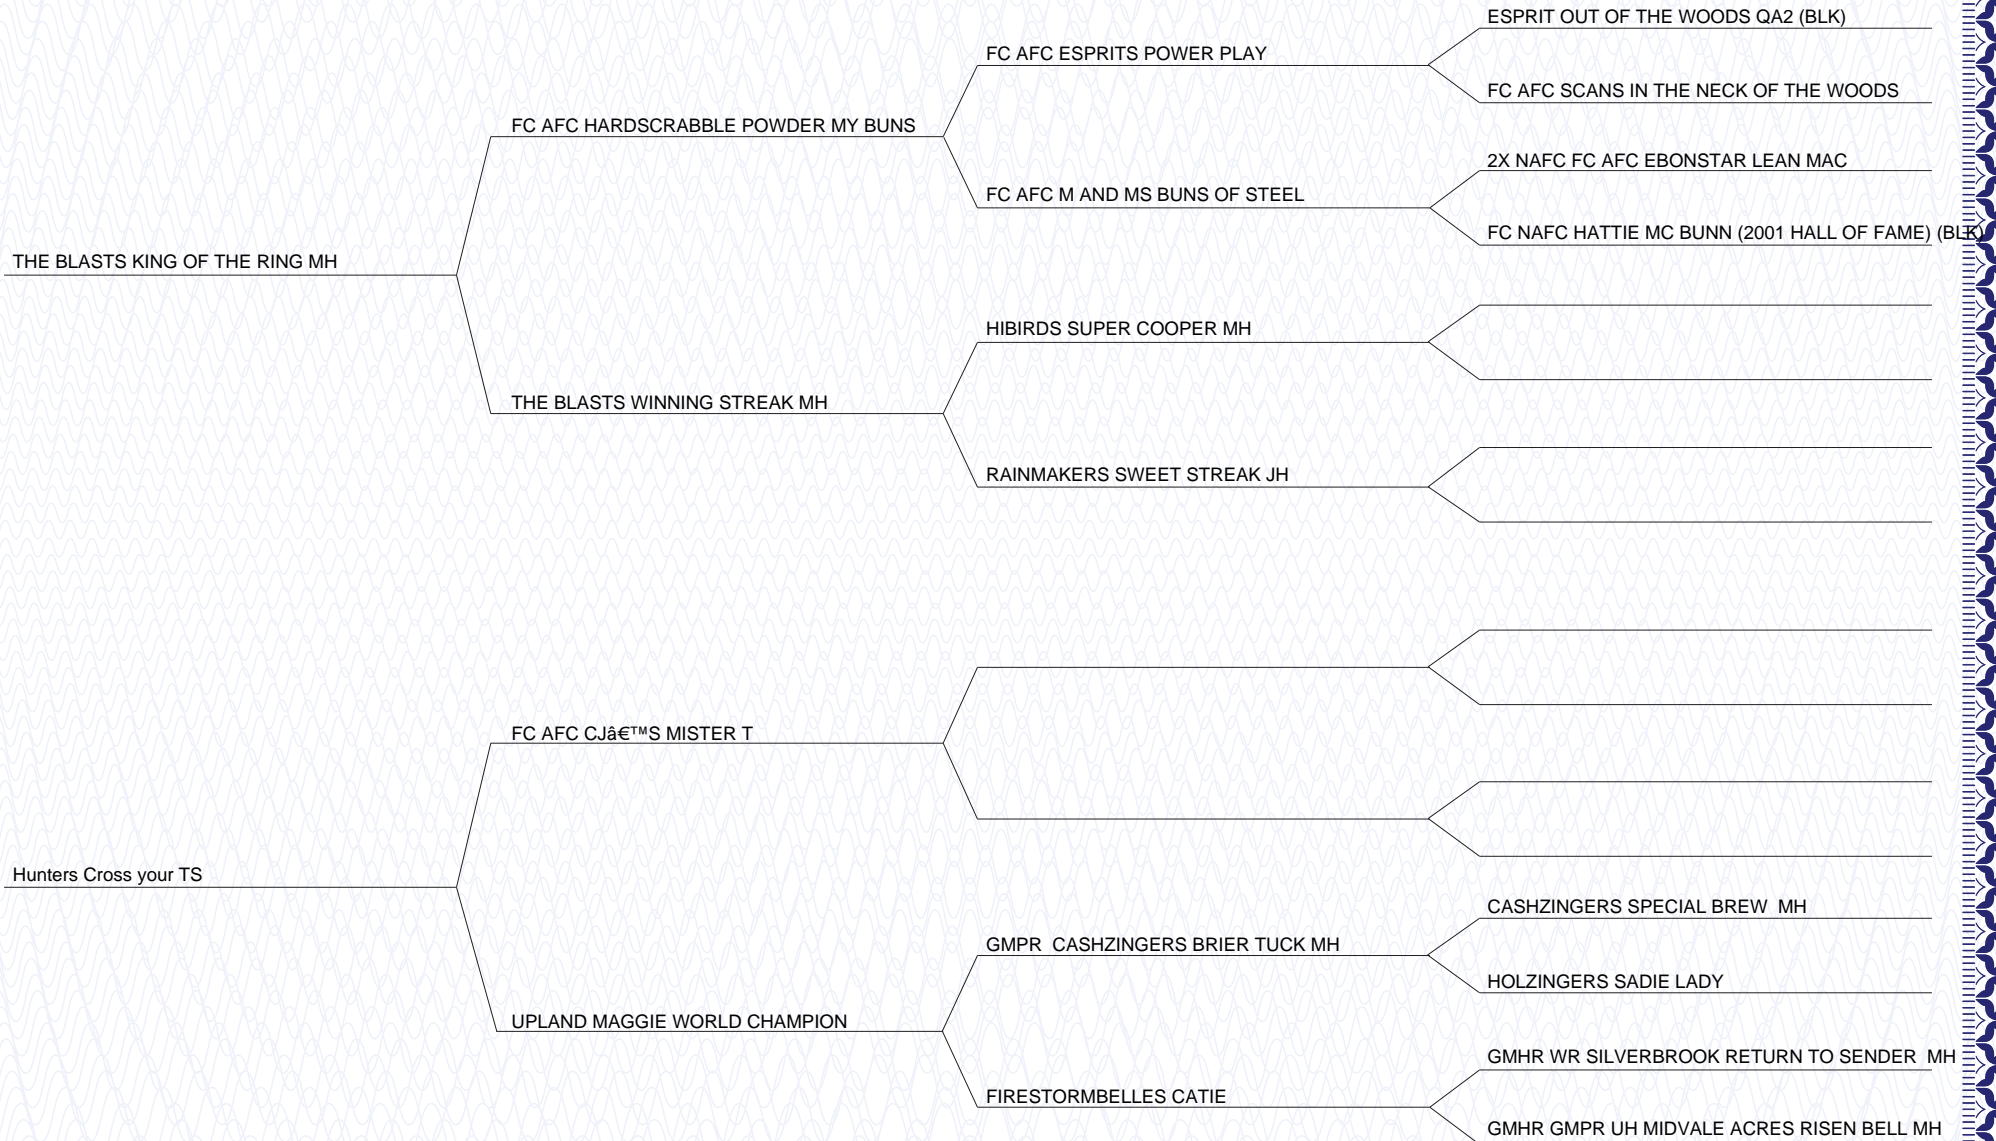 ESPRIT OUT OF THE WOODS QA2 (BLK)
FC AFC ESPRITS POWER PLAY
FC AFC SCANS IN THE NECK OF THE WOODS
FC AFC HARDSCRABBLE POWDER MY BUNS
2X NAFC FC AFC EBONSTAR LEAN MAC
FC AFC M AND MS BUNS OF STEEL
FC NAFC HATTIE MC BUNN (2001 HALL OF FAME) (BLK)
THE BLASTS KING OF THE RING MH
HIBIRDS SUPER COOPER MH
THE BLASTS WINNING STREAK MH
RAINMAKERS SWEET STREAK JH
FC AFC CJâ€™S MISTER T
Hunters Cross your TS
CASHZINGERS SPECIAL BREW  MH
GMPR  CASHZINGERS BRIER TUCK MH
HOLZINGERS SADIE LADY
UPLAND MAGGIE WORLD CHAMPION
GMHR WR SILVERBROOK RETURN TO SENDER  MH
FIRESTORMBELLES CATIE
GMHR GMPR UH MIDVALE ACRES RISEN BELL MH